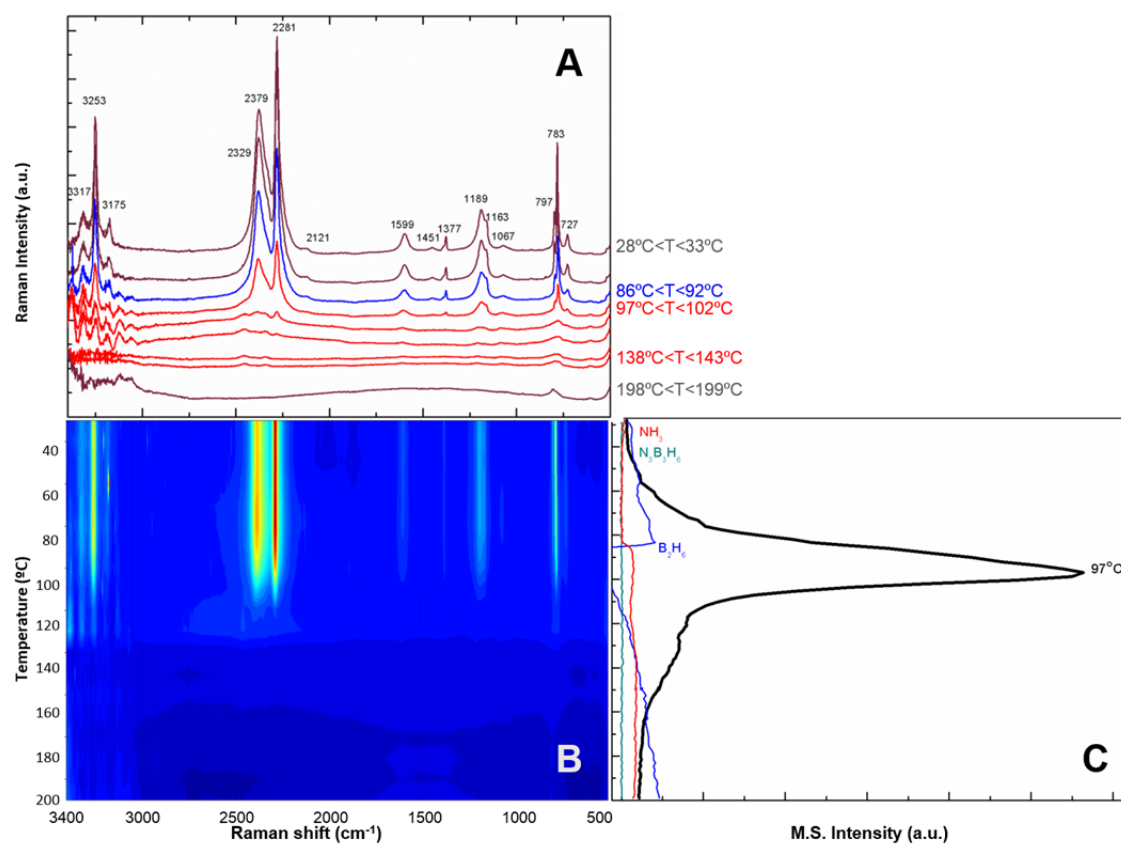 A
2281
3253
2379
2329
783
3317
3175
1189
797
1163
1599
1377
727
1451
1067
2121
28ºC<T<33ºC
86ºC<T<92ºC
97ºC<T<102ºC
138ºC<T<143ºC
198ºC<T<199ºC
Raman Intensity (a.u.)
NH₃
N₃B₃H₆
B₂H₆
97°C
40
60
80
100
120
140
160
180
200
Temperature (ºC)
B
C
3400
3000
2500
2000
1500
1000
500
Raman shift (cm⁻¹)
M.S. Intensity (a.u.)